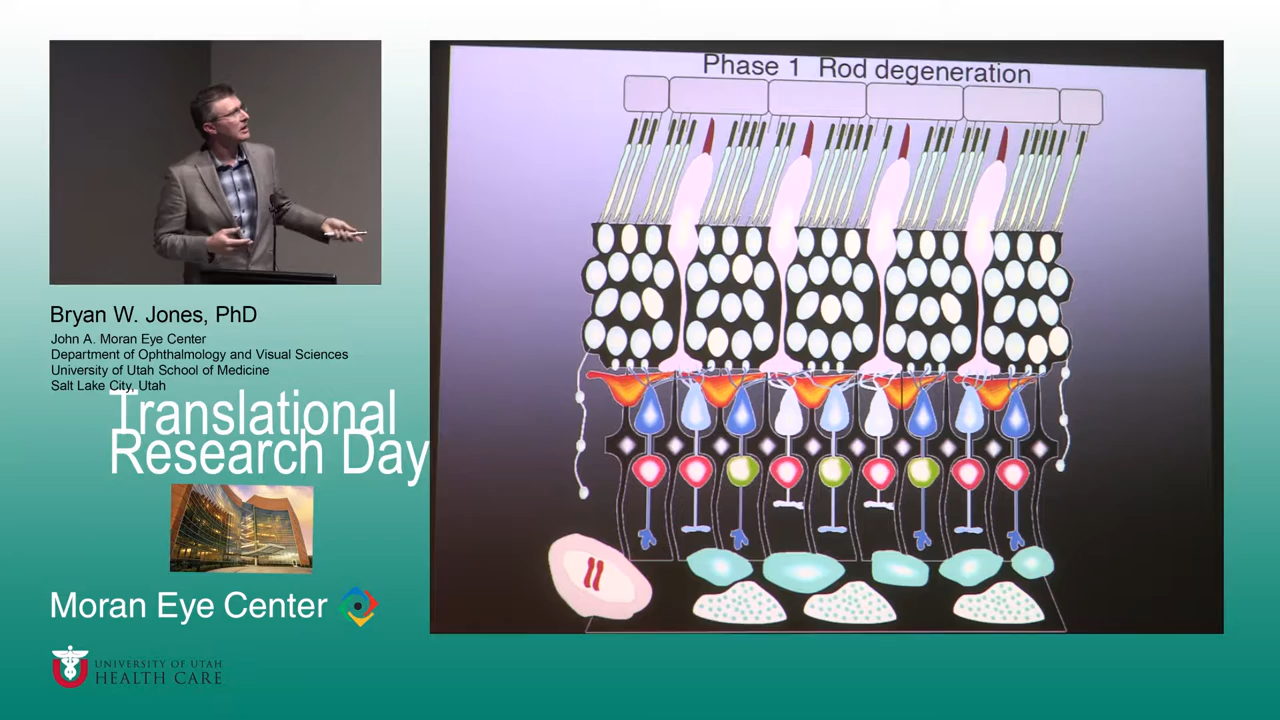 Phase 1 Rod degeneration
Bryan W. Jones, PhD
John A. Moran Eye Center
Department of Ophthalmology and Visual Sciences
University of Utah School of Medicine
Salt Lake City, Utah
Translational
Research Day
Moran Eye Center
UNIVERSITY OF UTAH
HEALTH CARE